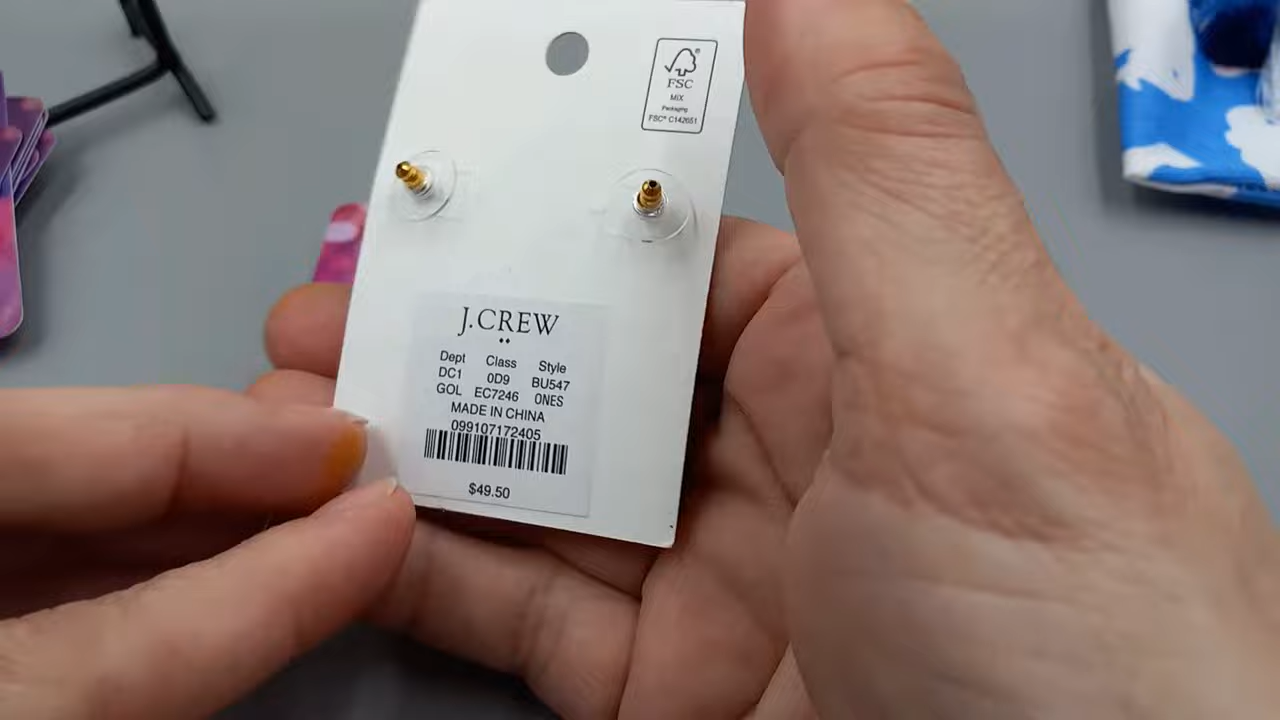 FSC®
MIX
Packaging
FSC® C142651
J.CREW
Dept Class Style
DC1 0D9 BU547
GOL EC7246 ONES
MADE IN CHINA
099107172405
$49.50